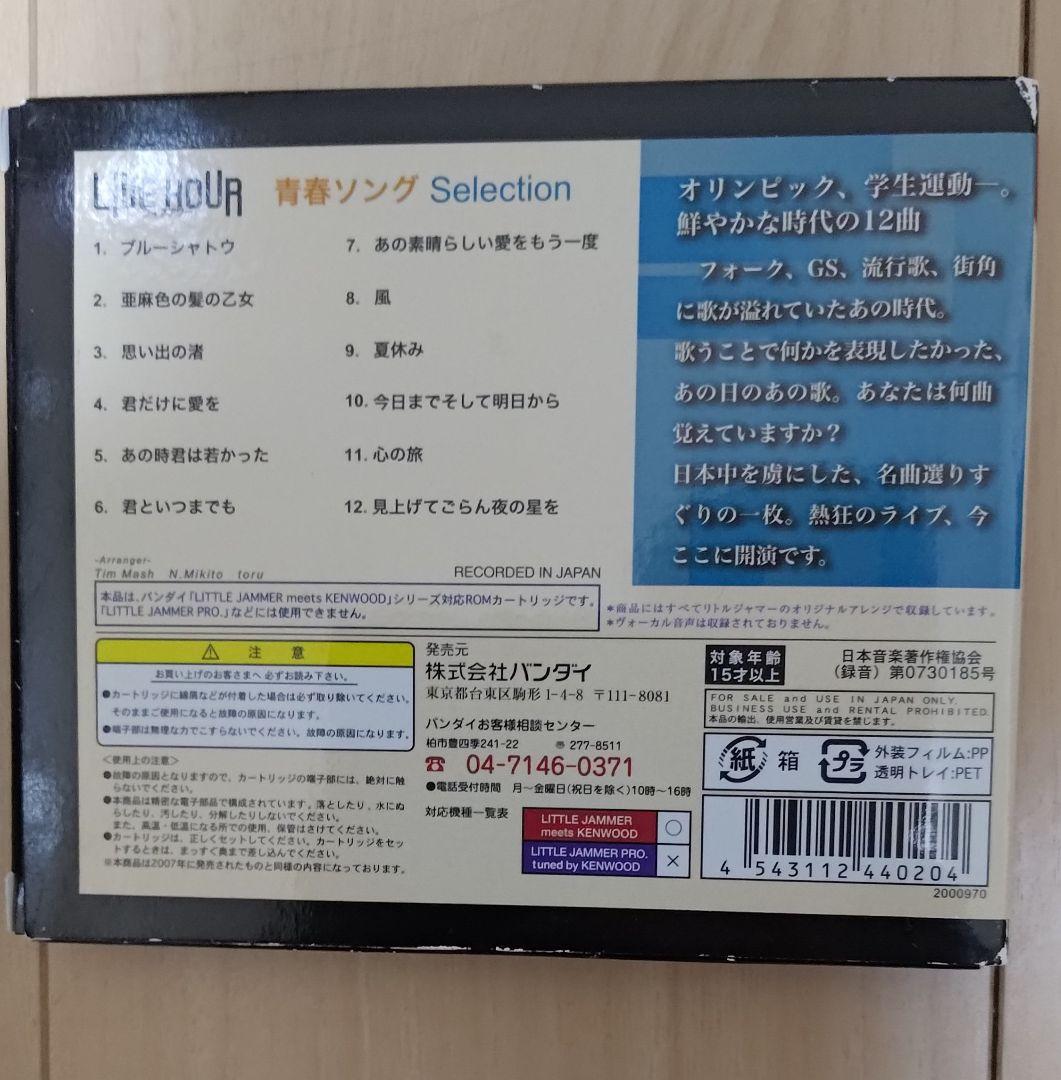 LIVE HOUR 青春ソング Selection
1. ブルーシャトウ
2. 亜麻色の髪の乙女
3. 思い出の渚
4. 君だけに愛を
5. あの時君は若かった
6. 君といつまでも
7. あの素晴らしい愛をもう一度
8. 風
9. 夏休み
10. 今日までそして明日から
11. 心の旅
12. 見上げてごらん夜の星を
オリンピック、学生運動―。
鮮やかな時代の12曲
フォーク、GS、流行歌、街角
に歌が溢れていたあの時代。
歌うことで何かを表現したかった、
あの日のあの歌。あなたは何曲
覚えていますか？
日本中を虜にした、名曲選りす
ぐりの一枚。熱狂のライブ、今
ここに開演です。
-Arranger-
Tim Mash N.Mikito toru
RECORDED IN JAPAN
本品は、バンダイ「LITTLE JAMMER meets KENWOOD」シリーズ対応ROMカートリッジです。
「LITTLE JAMMER PRO.」などには使用できません。
＊商品にはすべてリトルジャマーのオリジナルアレンジで収録しています。
＊ヴォーカル音声は収録されておりません。
⚠ 注意
お買い上げのお客さまへ 必ずお読み下さい。
●カートリッジに綿屑などが付着した場合は必ず取り除いてください。
そのままご使用になると故障の原因になります。
●端子部は無理な力でこすらないでください。故障の原因になります。
＜使用上の注意＞
●故障の原因となりますので、カートリッジの端子部には、絶対に触
らないでください。
●本商品は精密な電子部品で構成されています。落としたり、水にぬ
らしたり、汚したり、分解したりしないでください。
また、高温・低温になる所での使用、保管はさけてください。
●カートリッジは、正しくセットしてください。カートリッジをセッ
トするときは、まっすぐ奥まで差し込んでください。
※本商品は2007年に発売されたものと同様の内容になっております。
発売元
株式会社バンダイ
東京都台東区駒形1-4-8 〒111-8081
バンダイお客様相談センター
柏市豊四季241-22 〒277-8511
☎ 04-7146-0371
●電話受付時間 月〜金曜日(祝日を除く)10時〜16時
対応機種一覧表
LITTLE JAMMER
meets KENWOOD ○
LITTLE JAMMER PRO.
tuned by KENWOOD ×
対象年齢
15才以上
日本音楽著作権協会
(録音) 第0730185号
FOR SALE and USE IN JAPAN ONLY.
BUSINESS USE and RENTAL PROHIBITED.
本品の輸出、使用営業及び賃貸を禁じます。
紙 箱
プラ 外装フィルム:PP
透明トレイ:PET
4 543112 440204
2000970